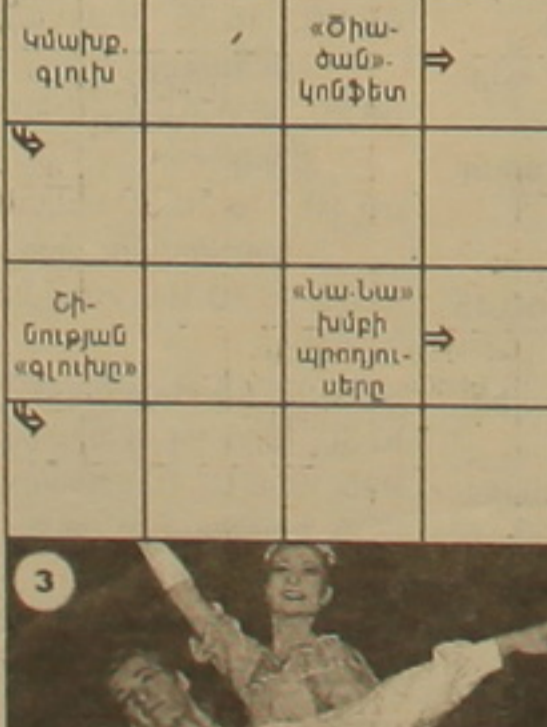 Կմախք.
գլուխ
«Ծիա-
ծան».
կոնֆետ
Շի-
նության
«գլուխը»
«Նա-Նա»
խմբի
պրոդյու-
սերը
3